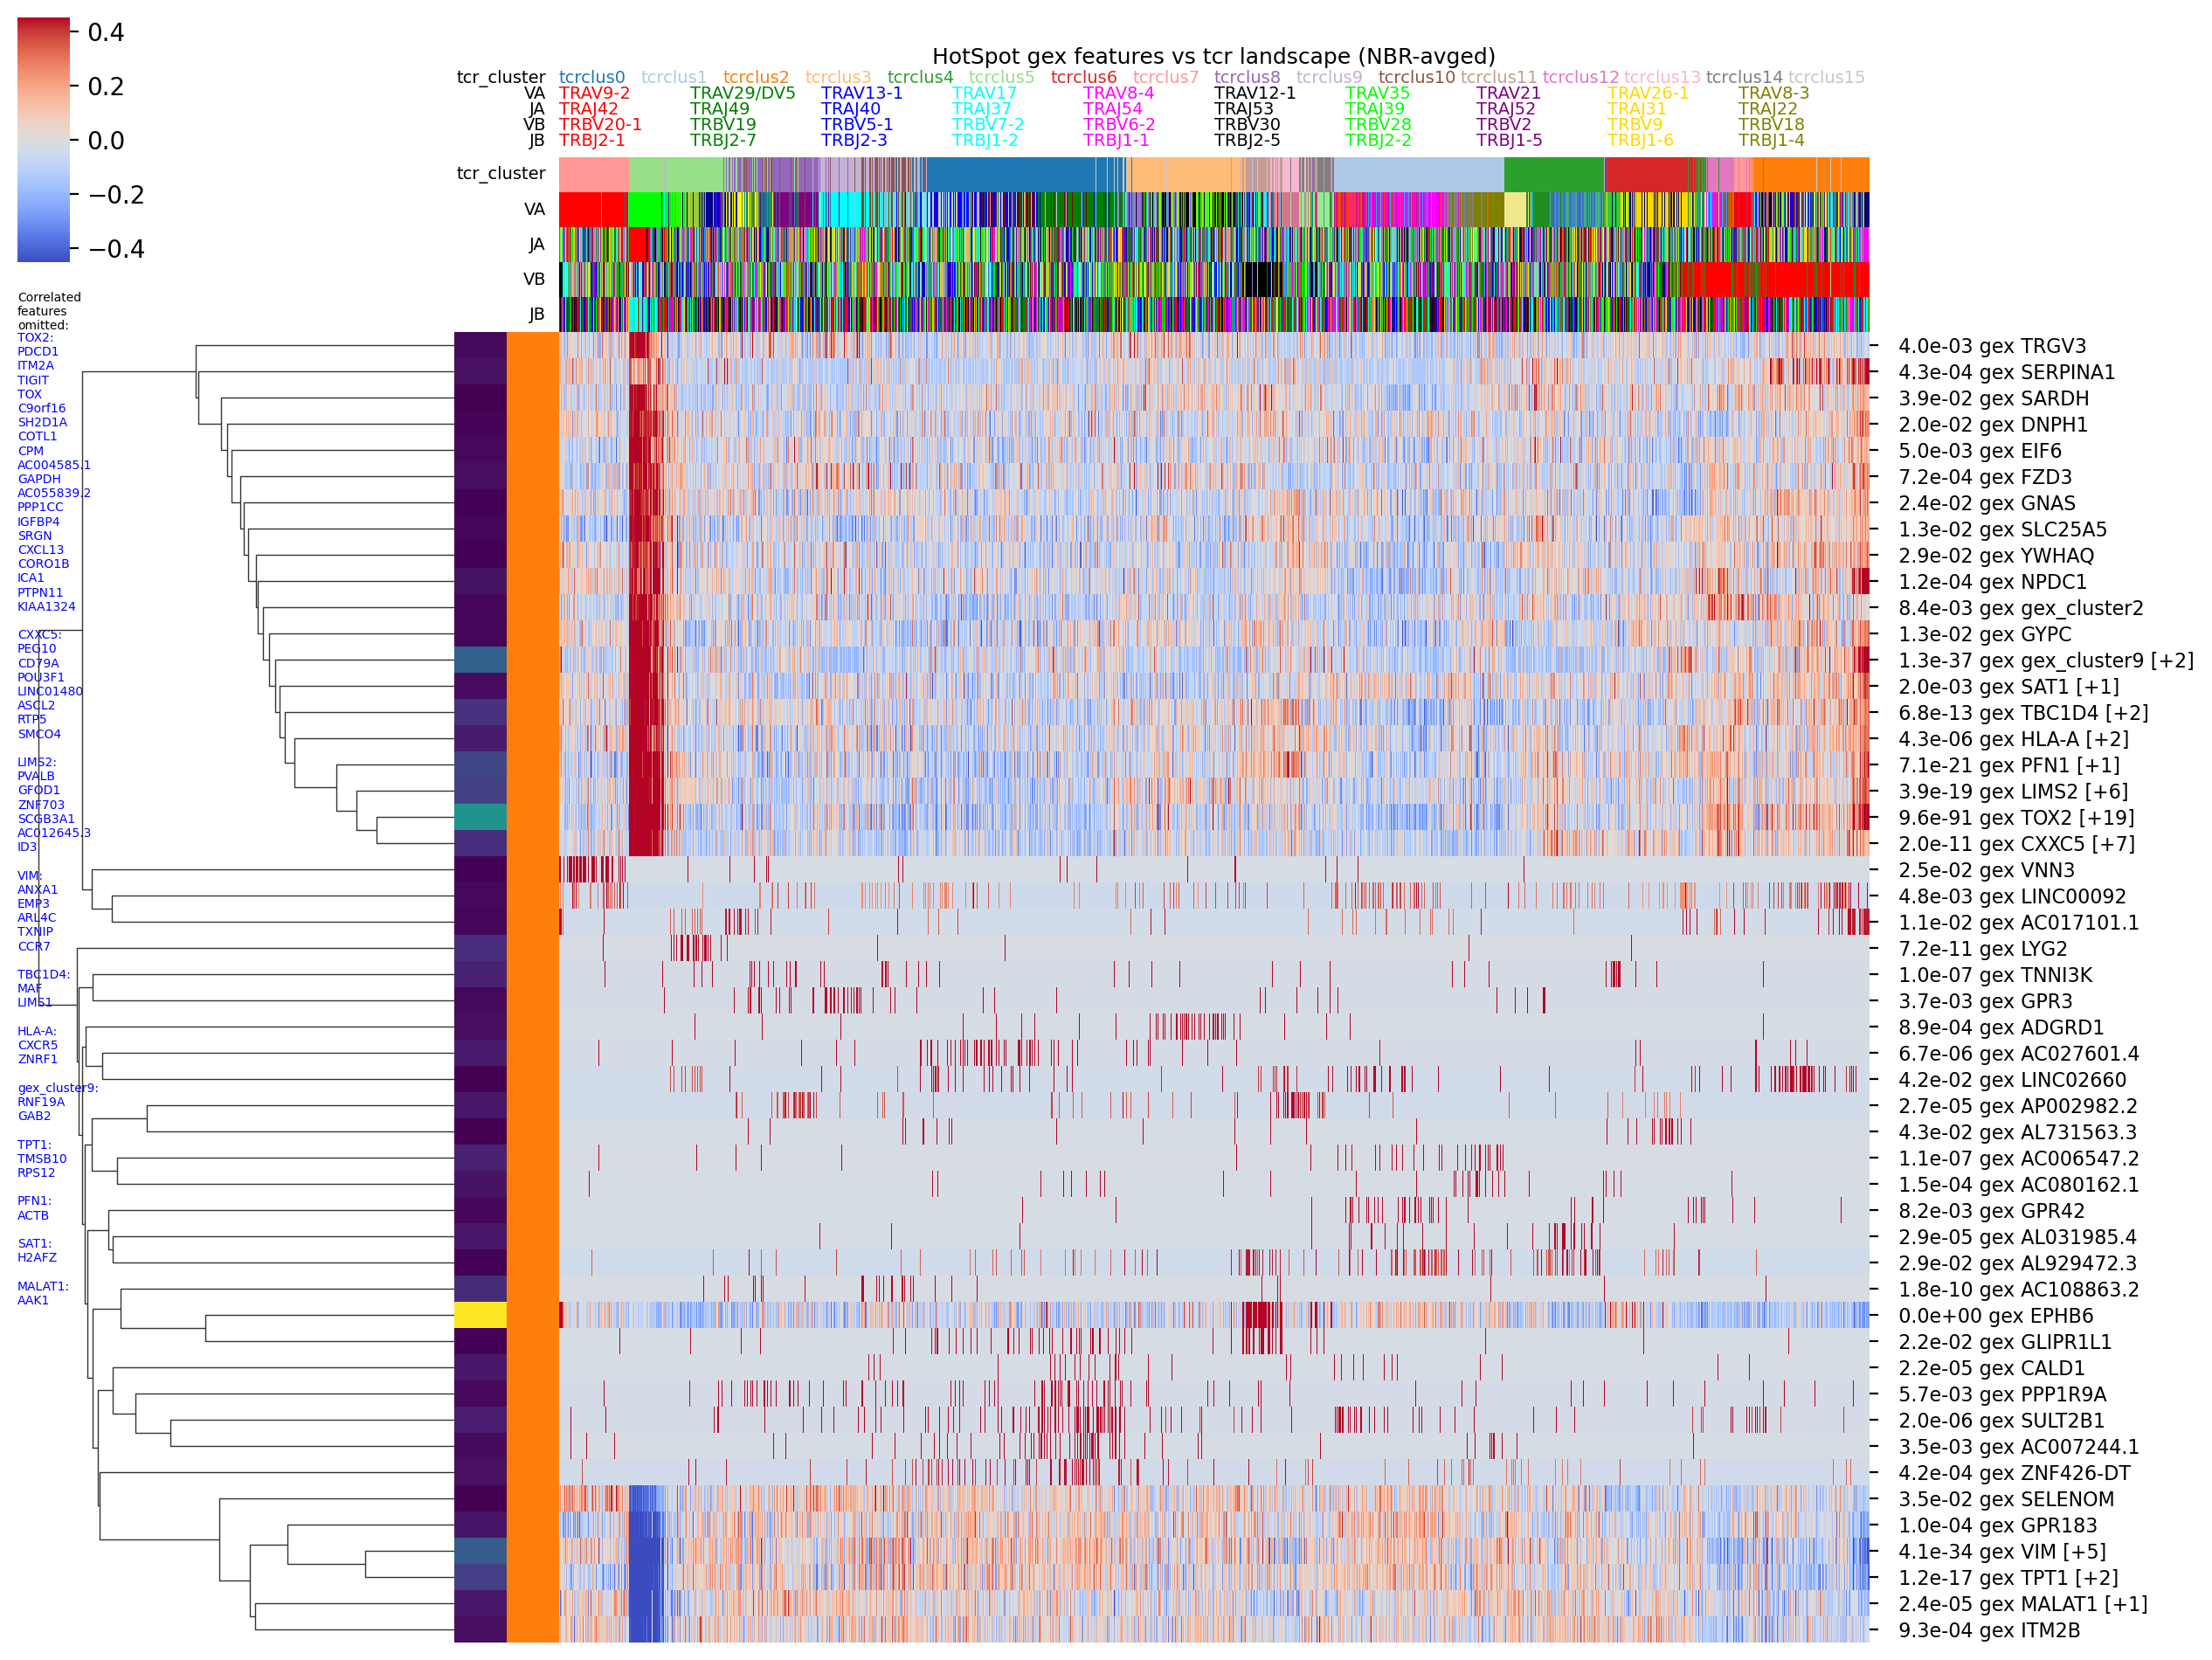 HotSpot gex features vs tcr landscape (NBR-avged)
tcr_cluster tcrclus0 tcrclus1 tcrclus2 tcrclus3 tcrclus4 tcrclus5 tcrclus6 tcrclus7 tcrclus8 tcrclus9 tcrclus10 tcrclus11 tcrclus12 tcrclus13 tcrclus14 tcrclus15
VA TRAV9-2 TRAV29/DV5 TRAV13-1 TRAV17 TRAV8-4 TRAV12-1 TRAV35 TRAV21 TRAV26-1 TRAV8-3
JA TRAJ42 TRAJ49 TRAJ40 TRAJ37 TRAJ54 TRAJ53 TRAJ39 TRAJ52 TRAJ31 TRAJ22
VB TRBV20-1 TRBV19 TRBV5-1 TRBV7-2 TRBV6-2 TRBV30 TRBV28 TRBV2 TRBV9 TRBV18
JB TRBJ2-1 TRBJ2-7 TRBJ2-3 TRBJ1-2 TRBJ1-1 TRBJ2-5 TRBJ2-2 TRBJ1-5 TRBJ1-6 TRBJ1-4
0.4
0.2
0.0
−0.2
−0.4
tcr_cluster
VA
JA
VB
JB
Correlated
features
omitted:
TOX2:
PDCD1
ITM2A
TIGIT
TOX
C9orf16
SH2D1A
COTL1
CPM
AC004585.1
GAPDH
AC055839.2
PPP1CC
IGFBP4
SRGN
CXCL13
CORO1B
ICA1
PTPN11
KIAA1324
CXXC5:
PEG10
CD79A
POU3F1
LINC01480
ASCL2
RTP5
SMCO4
LIMS2:
PVALB
GFOD1
ZNF703
SCGB3A1
AC012645.3
ID3
VIM:
ANXA1
EMP3
ARL4C
TXNIP
CCR7
TBC1D4:
MAF
LIMS1
HLA-A:
CXCR5
ZNRF1
gex_cluster9:
RNF19A
GAB2
TPT1:
TMSB10
RPS12
PFN1:
ACTB
SAT1:
H2AFZ
MALAT1:
AAK1
4.0e-03 gex TRGV3
4.3e-04 gex SERPINA1
3.9e-02 gex SARDH
2.0e-02 gex DNPH1
5.0e-03 gex EIF6
7.2e-04 gex FZD3
2.4e-02 gex GNAS
1.3e-02 gex SLC25A5
2.9e-02 gex YWHAQ
1.2e-04 gex NPDC1
8.4e-03 gex gex_cluster2
1.3e-02 gex GYPC
1.3e-37 gex gex_cluster9 [+2]
2.0e-03 gex SAT1 [+1]
6.8e-13 gex TBC1D4 [+2]
4.3e-06 gex HLA-A [+2]
7.1e-21 gex PFN1 [+1]
3.9e-19 gex LIMS2 [+6]
9.6e-91 gex TOX2 [+19]
2.0e-11 gex CXXC5 [+7]
2.5e-02 gex VNN3
4.8e-03 gex LINC00092
1.1e-02 gex AC017101.1
7.2e-11 gex LYG2
1.0e-07 gex TNNI3K
3.7e-03 gex GPR3
8.9e-04 gex ADGRD1
6.7e-06 gex AC027601.4
4.2e-02 gex LINC02660
2.7e-05 gex AP002982.2
4.3e-02 gex AL731563.3
1.1e-07 gex AC006547.2
1.5e-04 gex AC080162.1
8.2e-03 gex GPR42
2.9e-05 gex AL031985.4
2.9e-02 gex AL929472.3
1.8e-10 gex AC108863.2
0.0e+00 gex EPHB6
2.2e-02 gex GLIPR1L1
2.2e-05 gex CALD1
5.7e-03 gex PPP1R9A
2.0e-06 gex SULT2B1
3.5e-03 gex AC007244.1
4.2e-04 gex ZNF426-DT
3.5e-02 gex SELENOM
1.0e-04 gex GPR183
4.1e-34 gex VIM [+5]
1.2e-17 gex TPT1 [+2]
2.4e-05 gex MALAT1 [+1]
9.3e-04 gex ITM2B